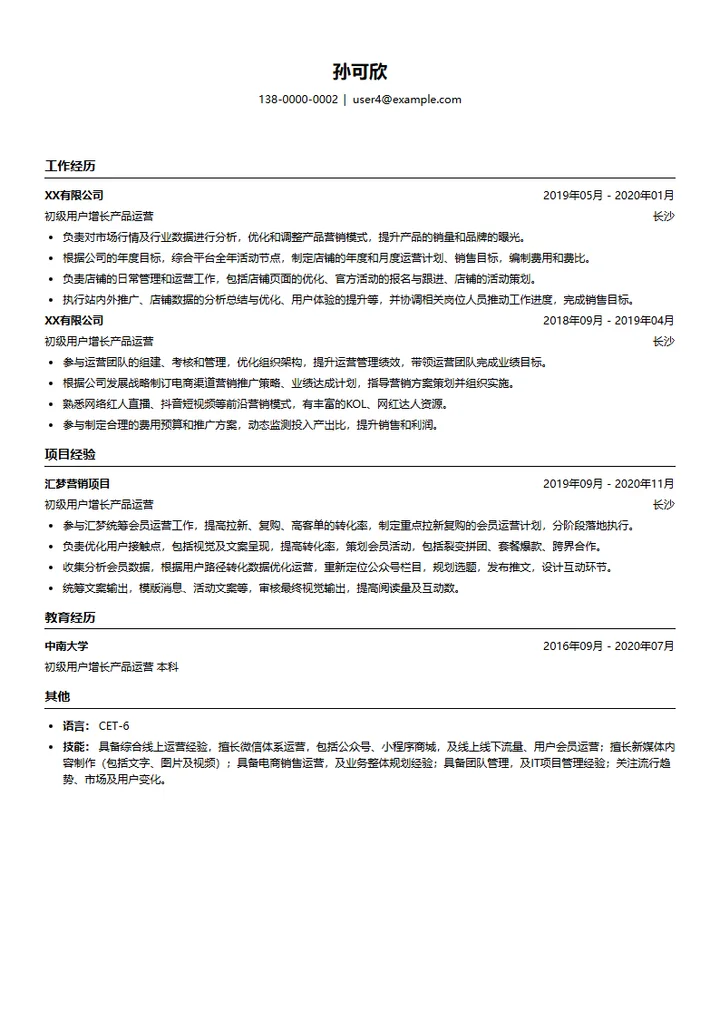 孙可欣
138-0000-0002 | user4@example.com
工作经历
XX有限公司 2019年05月 - 2020年01月
初级用户增长产品运营 长沙
• 负责对市场行情及行业数据进行分析，优化和调整产品营销模式，提升产品的销量和品牌的曝光。
• 根据公司的年度目标，综合平台全年活动节点，制定店铺的年度和月度运营计划、销售目标，编制费用和费比。
• 负责店铺的日常管理和运营工作，包括店铺页面的优化、官方活动的报名与跟进、店铺的活动策划。
• 执行站内外推广、店铺数据的分析总结与优化、用户体验的提升等，并协调相关岗位人员推动工作进度，完成销售目标。
XX有限公司 2018年09月 - 2019年04月
初级用户增长产品运营 长沙
• 参与运营团队的组建、考核和管理，优化组织架构，提升运营管理绩效，带领运营团队完成业绩目标。
• 根据公司发展战略制订电商渠道营销推广策略、业绩达成计划，指导营销方案策划并组织实施。
• 熟悉网络红人直播、抖音短视频等前沿营销模式，有丰富的KOL、网红达人资源。
• 参与制定合理的费用预算和推广方案，动态监测投入产出比，提升销售和利润。
项目经验
汇梦营销项目 2019年09月 - 2020年11月
初级用户增长产品运营 长沙
• 参与汇梦统筹会员运营工作，提高拉新、复购、高客单的转化率，制定重点拉新复购的会员运营计划，分阶段落地执行。
• 负责优化用户接触点，包括视觉及文案呈现，提高转化率，策划会员活动，包括裂变拼团、套餐爆款、跨界合作。
• 收集分析会员数据，根据用户路径转化数据优化运营，重新定位公众号栏目，规划选题，发布推文，设计互动环节。
• 统筹文案输出，模版消息、活动文案等，审核最终视觉输出，提高阅读量及互动数。
教育经历
中南大学 2016年09月 - 2020年07月
初级用户增长产品运营 本科
其他
• 语言： CET-6
• 技能： 具备综合线上运营经验，擅长微信体系运营，包括公众号、小程序商城，及线上线下流量、用户会员运营；擅长新媒体内
容制作（包括文字、图片及视频）；具备电商销售运营，及业务整体规划经验；具备团队管理，及IT项目管理经验；关注流行趋
势、市场及用户变化。